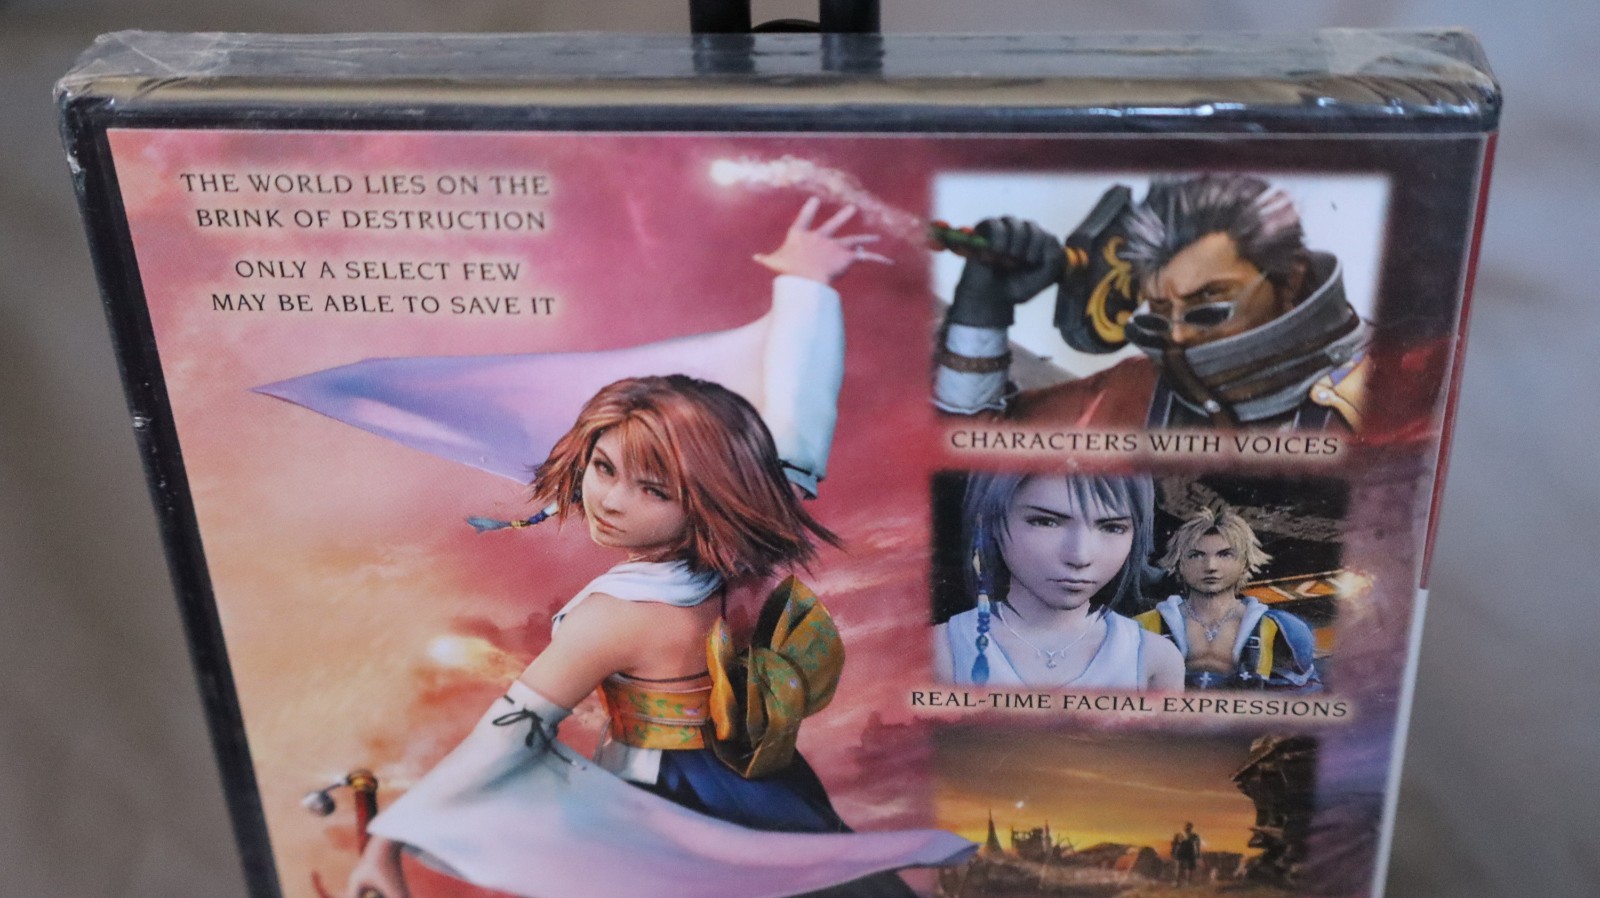 THE WORLD LIES ON THE
BRINK OF DESTRUCTION
ONLY A SELECT FEW
MAY BE ABLE TO SAVE IT
CHARACTERS WITH VOICES
REAL-TIME FACIAL EXPRESSIONS